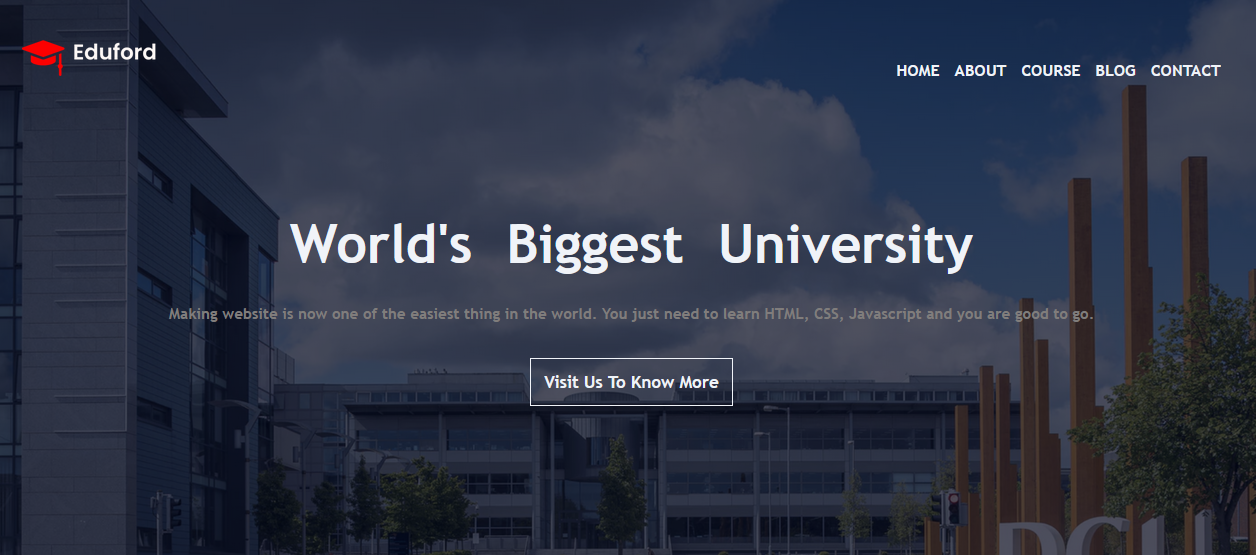 Eduford
HOME ABOUT COURSE BLOG CONTACT
World's Biggest University
Making website is now one of the easiest thing in the world. You just need to learn HTML, CSS, Javascript and you are good to go.
Visit Us To Know More
DCU